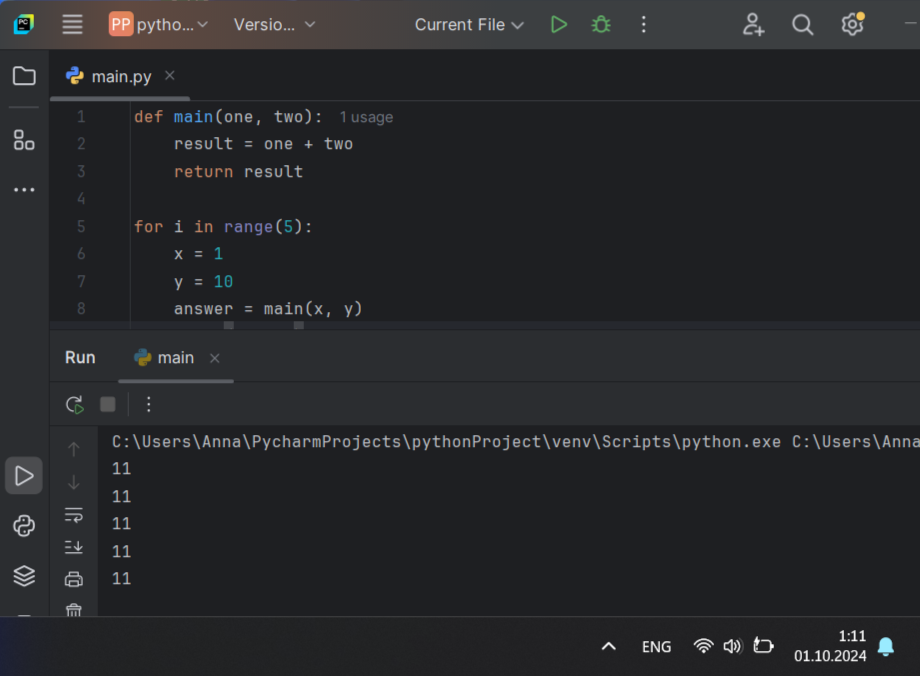 PC
PP pytho... Versio... Current File
main.py
1 def main(one, two): 1 usage
2 result = one + two
3 return result
4
5 for i in range(5):
6 x = 1
7 y = 10
8 answer = main(x, y)
Run main
C:\Users\Anna\PycharmProjects\pythonProject\venv\Scripts\python.exe C:\Users\Anna
11
11
11
11
11
ENG 1:11
01.10.2024